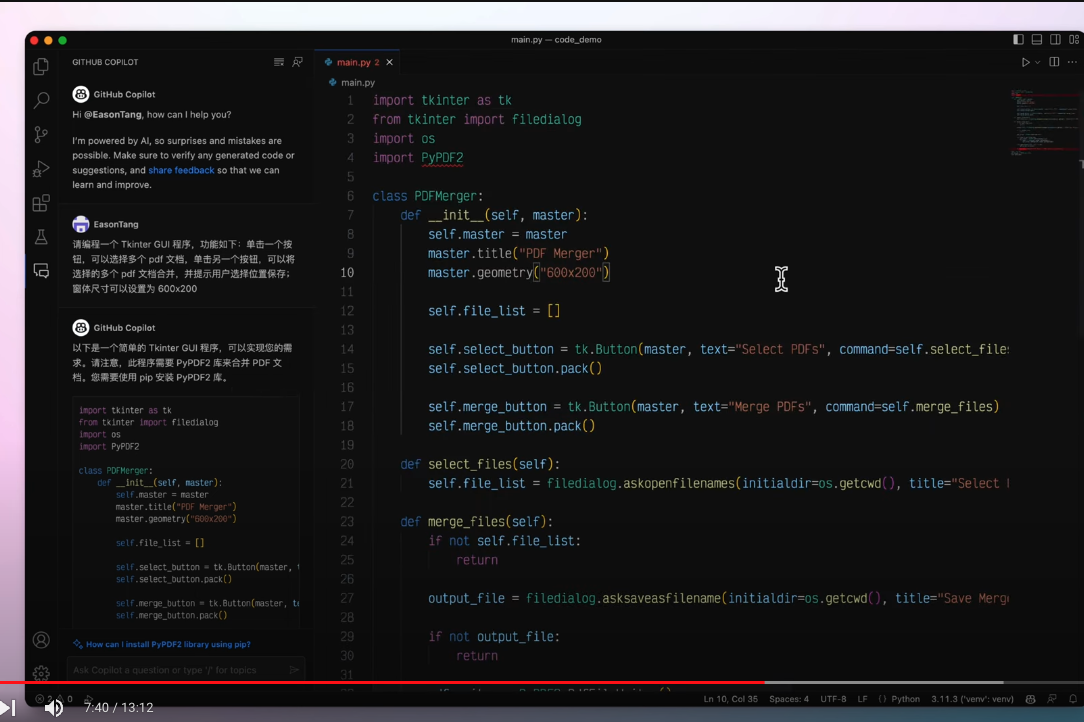 main.py — code_demo
GITHUB COPILOT
GitHub Copilot
Hi @EasonTang, how can I help you?
I'm powered by AI, so surprises and mistakes are
possible. Make sure to verify any generated code or
suggestions, and share feedback so that we can
learn and improve.
EasonTang
请编程一个 Tkinter GUI 程序，功能如下：单击一个按
钮，可以选择多个 pdf 文档，单击另一个按钮，可以将
选择的多个 pdf 文档合并，并提示用户选择位置保存；
窗体尺寸可以设置为 600x200
GitHub Copilot
以下是一个简单的 Tkinter GUI 程序，可以实现您的需
求。请注意，此程序需要 PyPDF2 库来合并 PDF 文
档。您需要使用 pip 安装 PyPDF2 库。
import tkinter as tk
from tkinter import filedialog
import os
import PyPDF2
class PDFMerger:
def __init__(self, master):
self.master = master
master.title("PDF Merger")
master.geometry("600x200")
self.file_list = []
self.select_button = tk.Button(master, t
self.select_button.pack()
self.merge_button = tk.Button(master, te
self.merge_button.pack()
How can I install PyPDF2 library using pip?
Ask Copilot a question or type '/' for topics
main.py 2
main.py
1 import tkinter as tk
2 from tkinter import filedialog
3 import os
4 import PyPDF2
5
6 class PDFMerger:
7 def __init__(self, master):
8 self.master = master
9 master.title("PDF Merger")
10 master.geometry("600x200")
11
12 self.file_list = []
13
14 self.select_button = tk.Button(master, text="Select PDFs", command=self.select_files
15 self.select_button.pack()
16
17 self.merge_button = tk.Button(master, text="Merge PDFs", command=self.merge_files)
18 self.merge_button.pack()
19
20 def select_files(self):
21 self.file_list = filedialog.askopenfilenames(initialdir=os.getcwd(), title="Select
22
23 def merge_files(self):
24 if not self.file_list:
25 return
26
27 output_file = filedialog.asksaveasfilename(initialdir=os.getcwd(), title="Save Merg
28
29 if not output_file:
30 return
31
2 0
Ln 10, Col 35 Spaces: 4 UTF-8 LF Python 3.11.3 ('venv': venv)
7:40 / 13:12